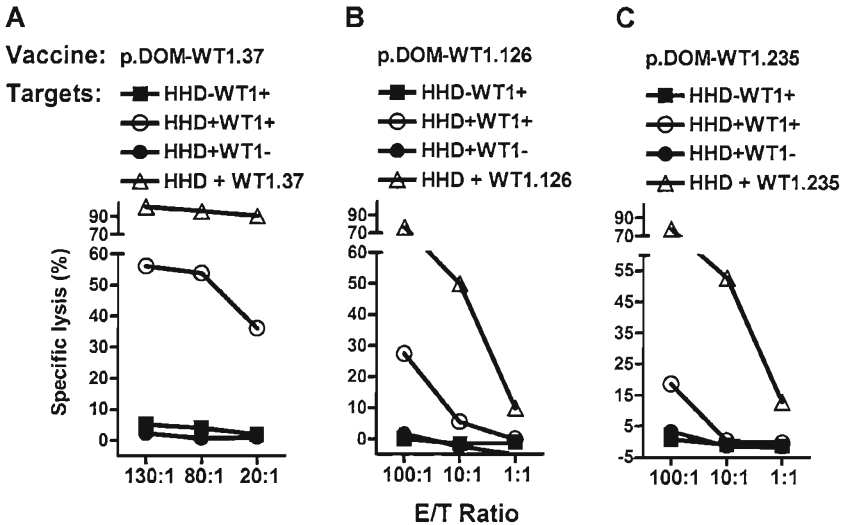 A
B
C
Vaccine: p.DOM-WT1.37
p.DOM-WT1.126
p.DOM-WT1.235
Targets:
HHD-WT1+
HHD+WT1+
HHD+WT1-
HHD + WT1.37
HHD-WT1+
HHD+WT1+
HHD+WT1-
HHD + WT1.126
HHD-WT1+
HHD+WT1+
HHD+WT1-
HHD + WT1.235
Specific lysis (%)
90
70
60
50
40
30
20
10
0
130:1 80:1 20:1
90
70
60
50
40
30
20
10
0
100:1 10:1 1:1
90
70
55
45
35
25
15
5
-5
100:1 10:1 1:1
E/T Ratio